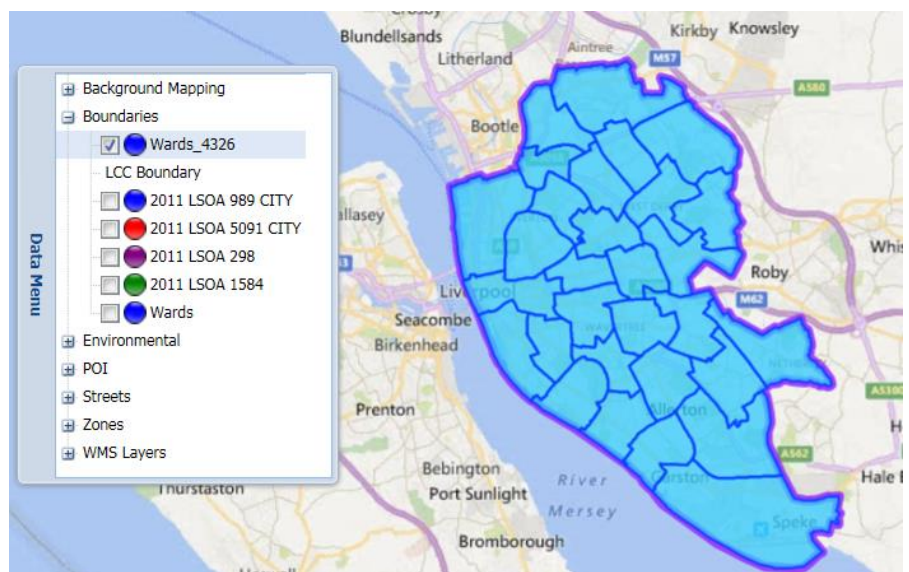 Data Menu
Background Mapping
Boundaries
Wards_4326
LCC Boundary
2011 LSOA 989 CITY
2011 LSOA 5091 CITY
2011 LSOA 298
2011 LSOA 1584
Wards
Environmental
POI
Streets
Zones
WMS Layers
Blundellsands
Kirkby
Knowsley
Litherland
Aintree
M57
A580
Bootle
allasey
Roby
Whis
M62
Liverpool
Seacombe
Birkenhead
Prenton
Allerton
A5300
A562
Hale B
Bebington
Port Sunlight
River
Mersey
Garston
Speke
Thurstaston
Bromborough